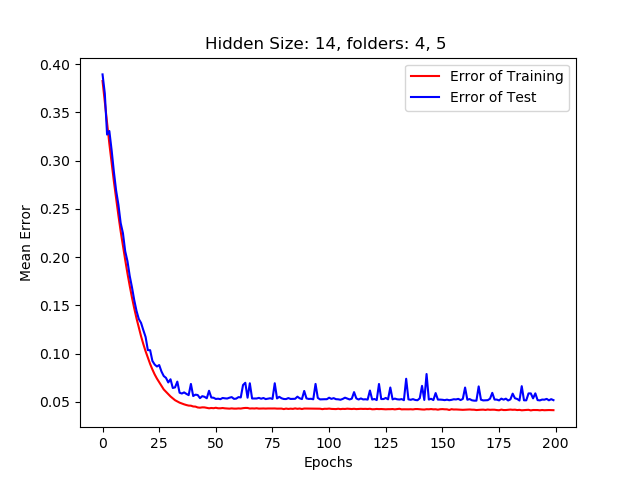 Hidden Size: 14, folders: 4, 5
Error of Training
Error of Test
Mean Error
0.40
0.35
0.30
0.25
0.20
0.15
0.10
0.05
0 25 50 75 100 125 150 175 200
Epochs